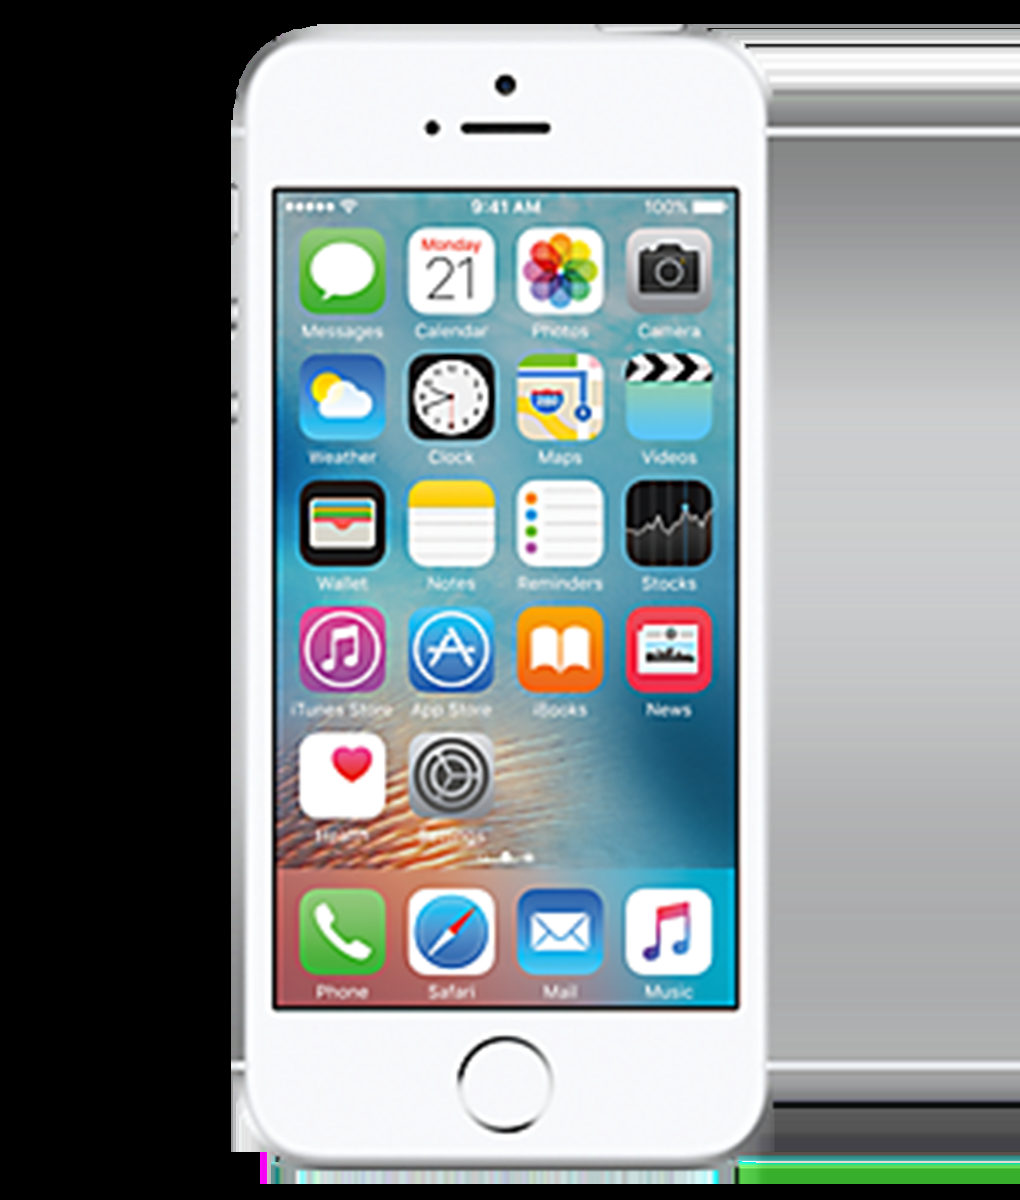 9:41 AM 100%
Monday
21
Messages Calendar Photos Camera
280
Weather Clock Maps Videos
Wallet Notes Reminders Stocks
iTunes Store App Store iBooks News
Health Settings
Phone Safari Mail Music